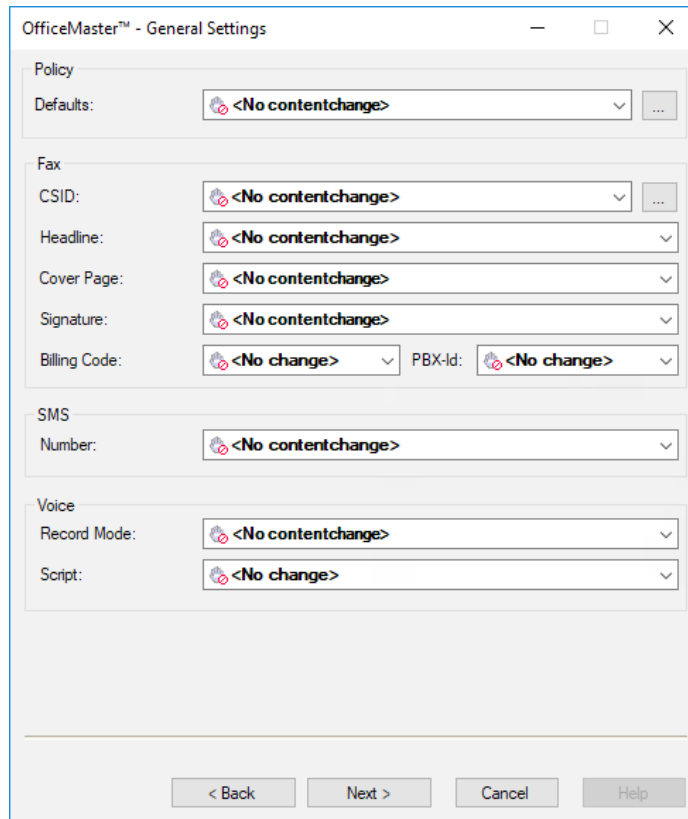 OfficeMaster™ - General Settings
Policy
Defaults: <No contentchange> ...
Fax
CSID: <No contentchange> ...
Headline: <No contentchange>
Cover Page: <No contentchange>
Signature: <No contentchange>
Billing Code: <No change> PBX-Id: <No change>
SMS
Number: <No contentchange>
Voice
Record Mode: <No contentchange>
Script: <No change>
< Back Next > Cancel Help